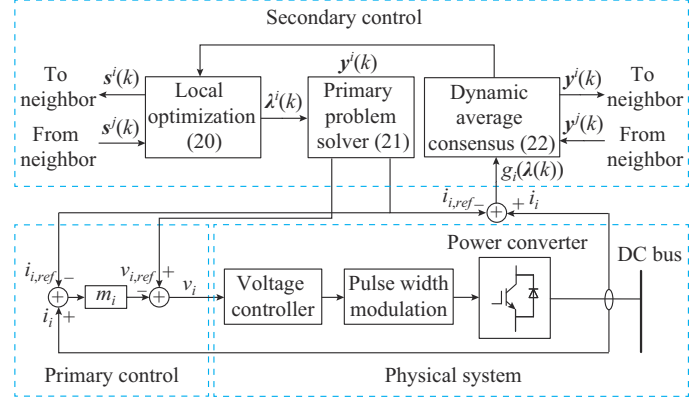 Secondary control
To
neighbor
s^i(k)
From
neighbor
s^j(k)
Local
optimization
(20)
λ^i(k)
y^i(k)
Primary
problem
solver (21)
Dynamic
average
consensus (22)
y^i(k)
To
neighbor
y^j(k)
From
neighbor
g_i(λ(k))
i_{i,ref} − + i_i
i_{i,ref} −
i_i +
m_i
v_{i,ref} +
−
v_i
Voltage
controller
Pulse width
modulation
Power converter
DC bus
Primary control
Physical system